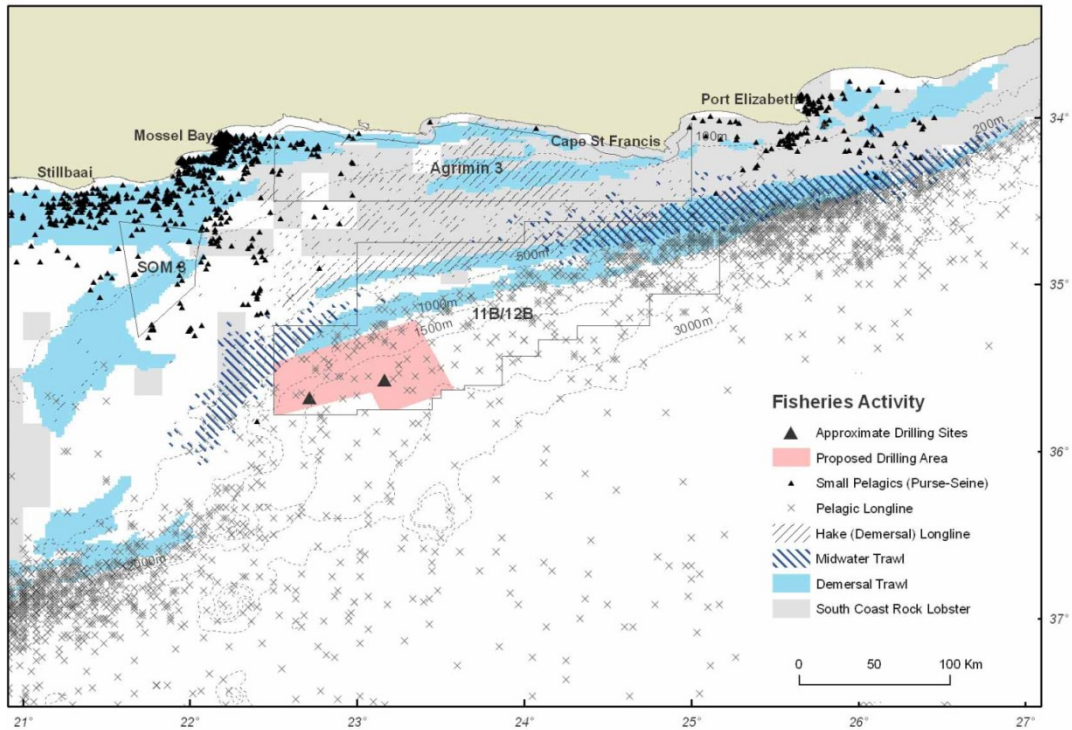 Port Elizabeth
34°
Mossel Bay
200m
100m
Cape St Francis
Stillbaai
Agrimin 3
500m
SOM 3
35°
1000m
11B/12B
1500m
3000m
Fisheries Activity
Approximate Drilling Sites
Proposed Drilling Area
36°
Small Pelagics (Purse-Seine)
Pelagic Longline
Hake (Demersal) Longline
Midwater Trawl
3000m
Demersal Trawl
South Coast Rock Lobster
37°
0 50 100 Km
21° 22° 23° 24° 25° 26° 27°